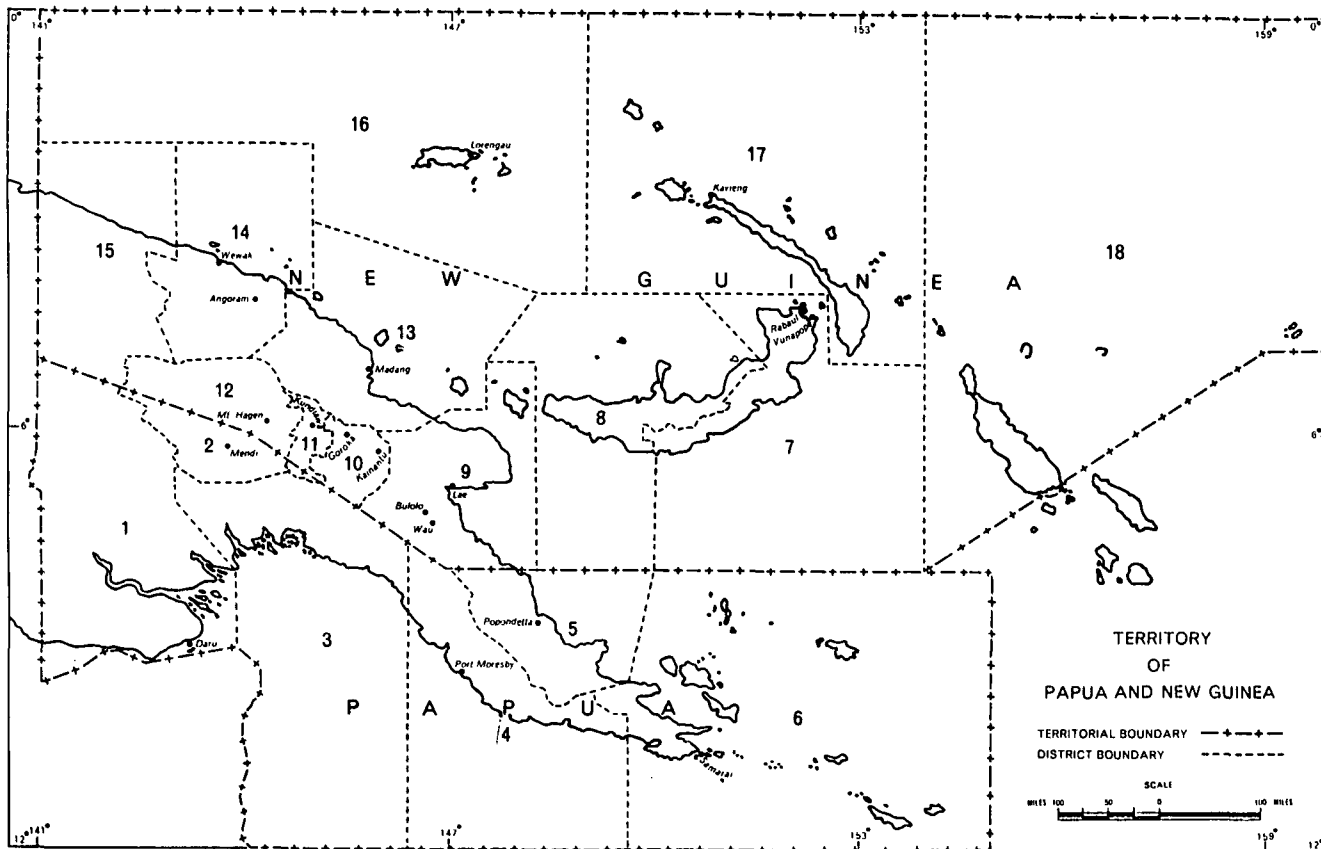 0°
141°
147°
153°
159°
0°
16
Lorengau
17
Kavieng
14
15
Wewak
18
N E W G U I N E A
Angoram
13
Rabaul
Vunapope
Madang
12
Kundiawa
Mt Hagen
8
6°
6°
2
Mendi
11
Goroka
10
Kainantu
7
9
Lae
Bulolo
Wau
1
Popondetta
5
3
Daru
Port Moresby
P A P U A
6
4
Samarai
TERRITORY
OF
PAPUA AND NEW GUINEA
TERRITORIAL BOUNDARY
DISTRICT BOUNDARY
SCALE
MILES 100 50 0 100 MILES
12°
141°
147°
153°
159°
12°